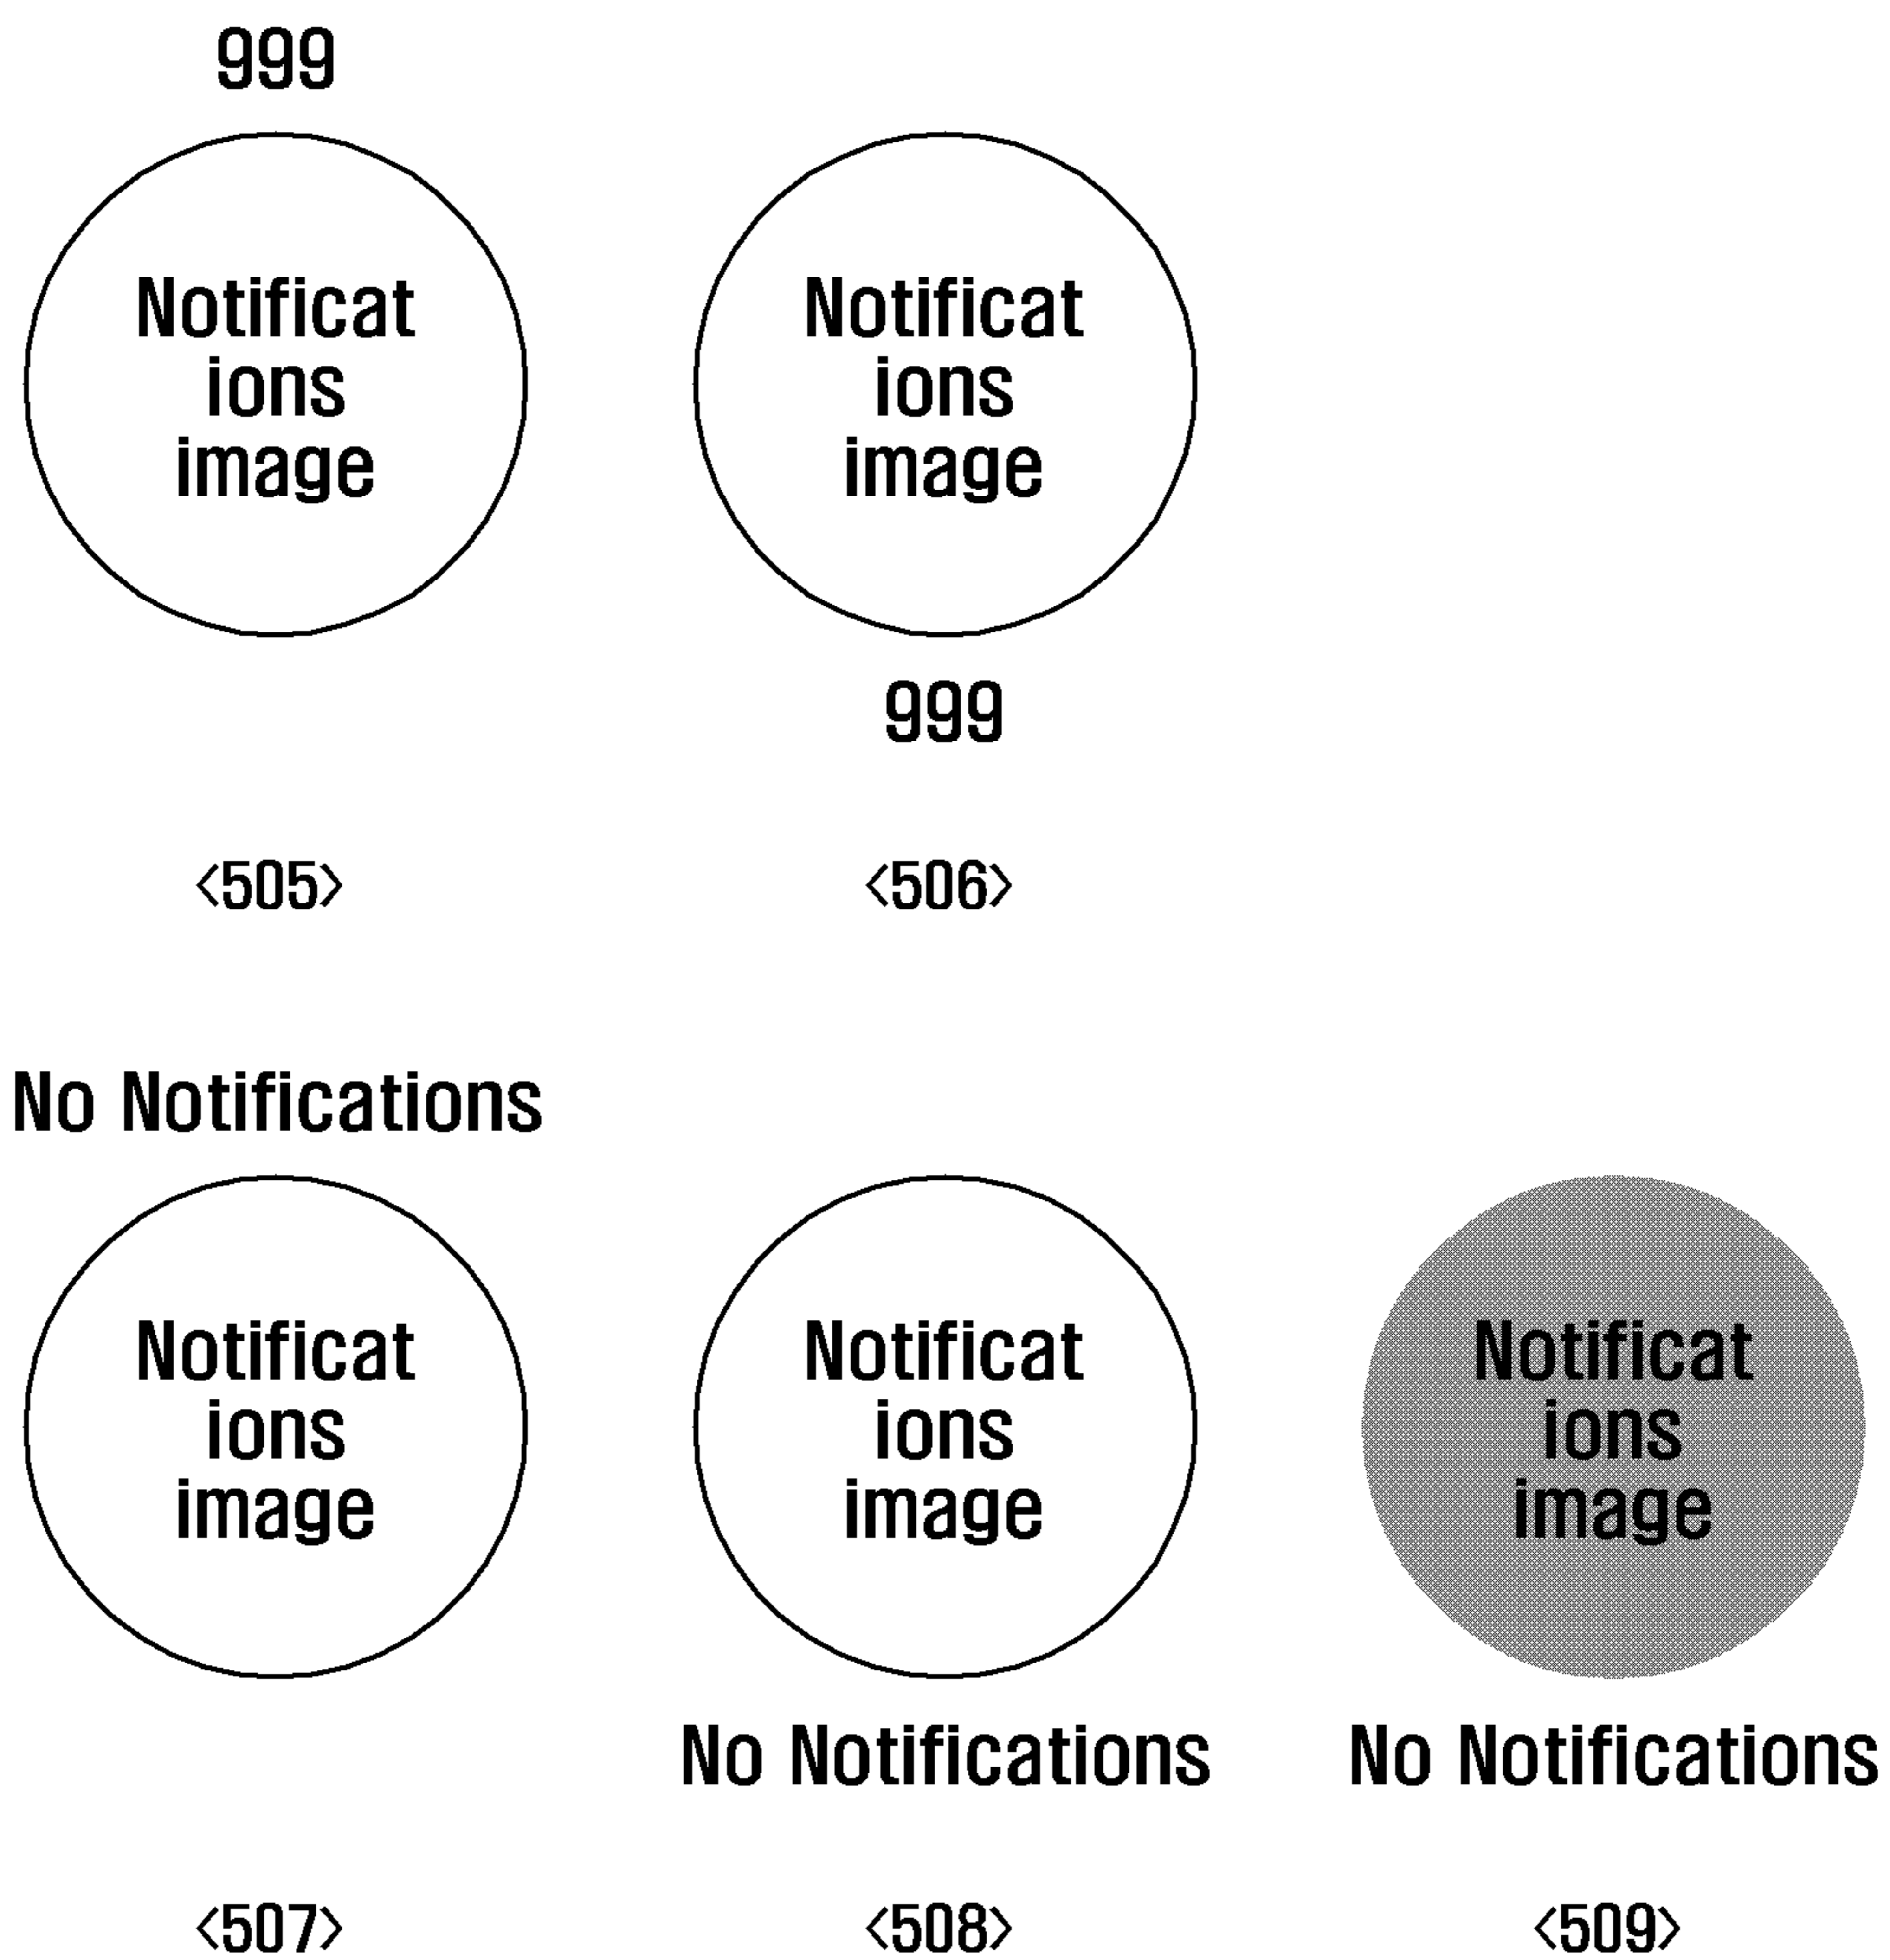 999
Notificat
ions
image
<505>
Notificat
ions
image
999
<506>
No Notifications
Notificat
ions
image
<507>
Notificat
ions
image
No Notifications
<508>
Notificat
ions
image
No Notifications
<509>